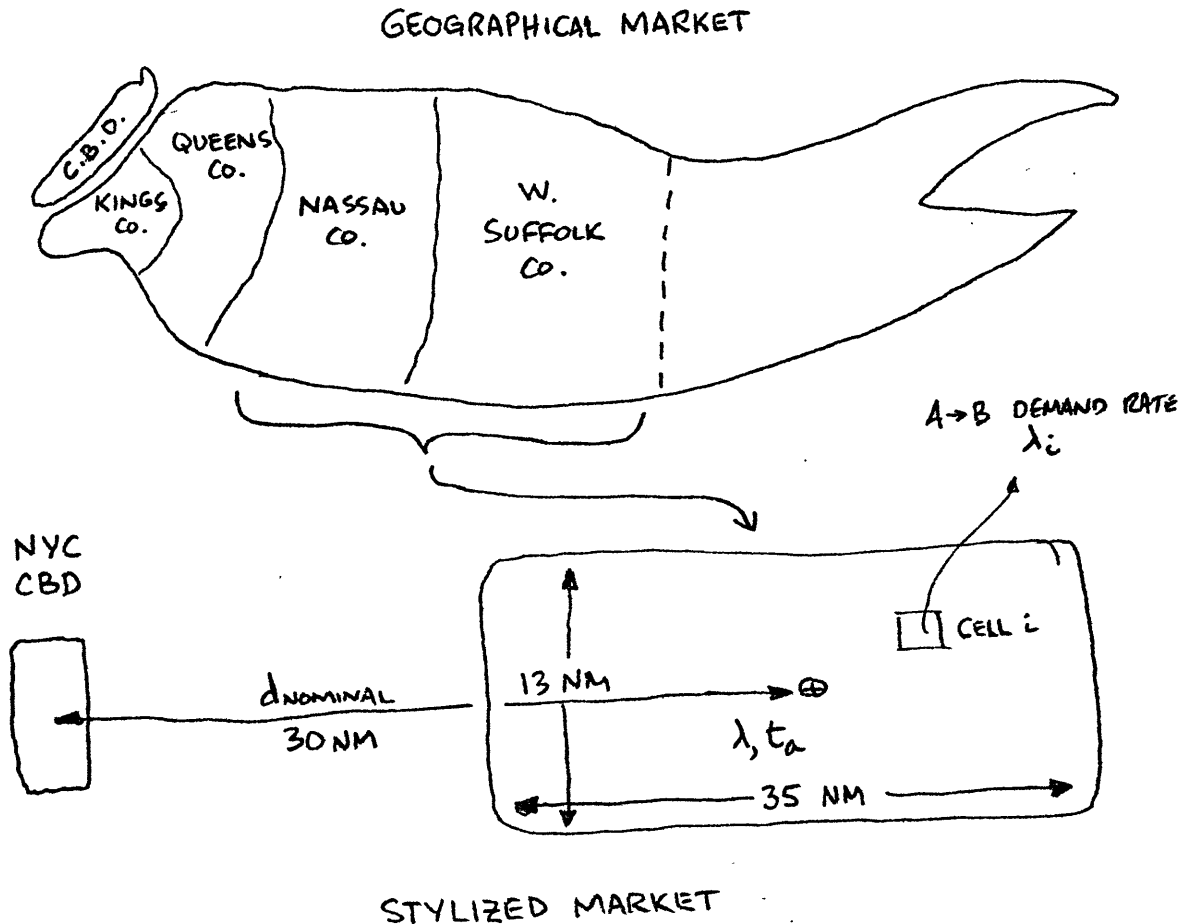 GEOGRAPHICAL MARKET
C.B.D.
QUEENS
CO.
KINGS
CO.
NASSAU
CO.
W.
SUFFOLK
CO.
A→B DEMAND RATE
λi
NYC
CBD
CELL i
13 NM
dNOMINAL
30 NM
λ, ta
35 NM
STYLIZED MARKET